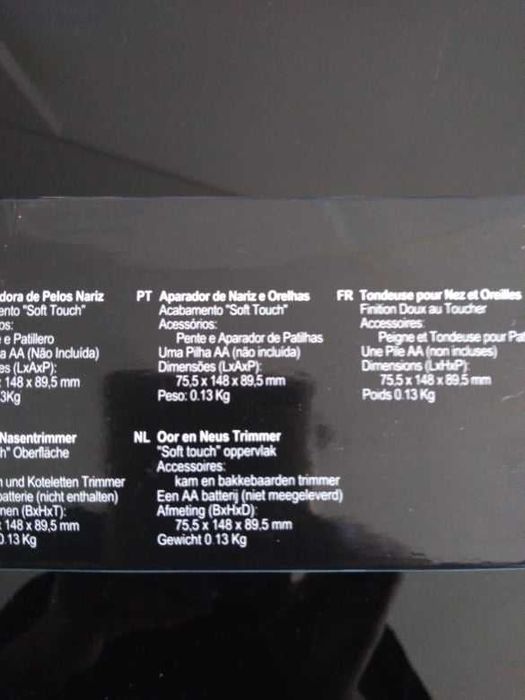 dora de Pelos Nariz
ento "Soft Touch"
os:
e Patillero
a AA (Não Incluida)
es (LxAxP):
148 x 89,5 mm
3Kg
PT Aparador de Nariz e Orelhas
Acabamento "Soft Touch"
Acessórios:
Pente e Aparador de Patilhas
Uma Pilha AA (não incluida)
Dimensões (LxAxP):
75,5 x 148 x 89,5 mm
Peso: 0.13 Kg
FR Tondeuse pour Nez et Oreilles
Finition Doux au Toucher
Accessoires:
Peigne et Tondeuse pour Pat
Une Pile AA (non incluses)
Dimensions (LxHxP):
75,5 x 148 x 89,5 mm
Poids 0.13 Kg
Nasentrimmer
h" Oberfläche
und Koteletten Trimmer
batterie (nicht enthalten)
nen (BxHxT):
148 x 89,5 mm
0.13 Kg
NL Oor en Neus Trimmer
"Soft touch" oppervlak
Accessoires:
kam en bakkebaarden trimmer
Een AA batterij (niet meegeleverd)
Afmeting (BxHxD):
75,5 x 148 x 89,5 mm
Gewicht 0.13 Kg